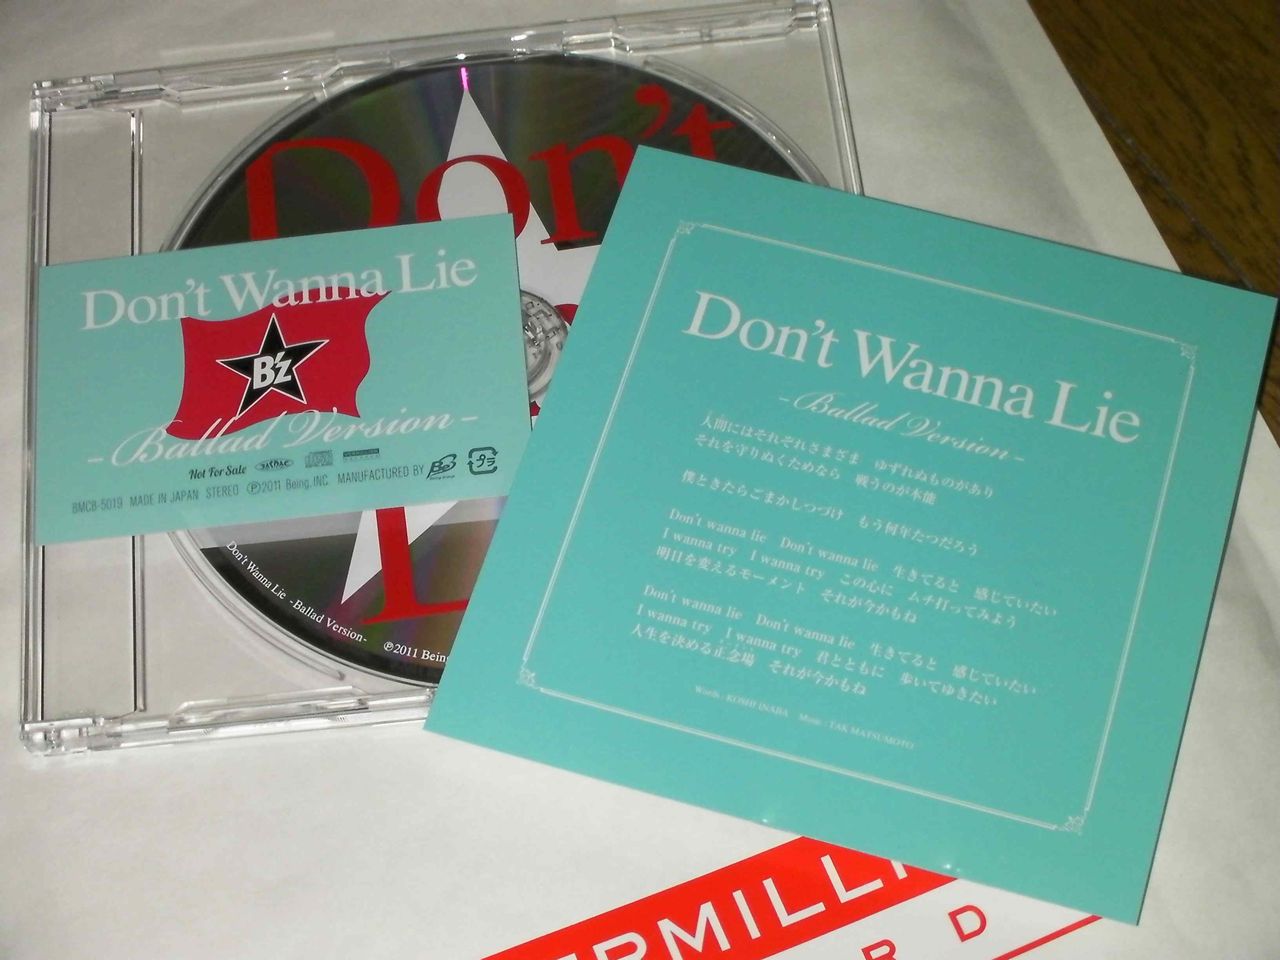 Don't
Don't Wanna Lie
B'z
-Ballad Version-
Not For Sale
BMCB-5019 MADE IN JAPAN STEREO Ⓟ2011 Being, INC MANUFACTURED BY
プラ
Don't Wanna Lie -Ballad Version- Ⓟ2011 Being
Don't Wanna Lie
-Ballad Version-
人間にはそれぞれさまざま ゆずれぬものがあり
それを守りぬくためなら 戦うのが本能
僕ときたらごまかしつづけ もう何年たつだろう
Don't wanna lie Don't wanna lie 生きてると 感じていたい
I wanna try I wanna try この心に ムチ打ってみよう
明日を変えるモーメント それが今かもね
Don't wanna lie Don't wanna lie 生きてると 感じていたい
I wanna try I wanna try 君とともに 歩いてゆきたい
人生を決める正念場 それが今かもね
Words : KOSHI INABA Music : TAK MATSUMOTO
ERMILLI
R D